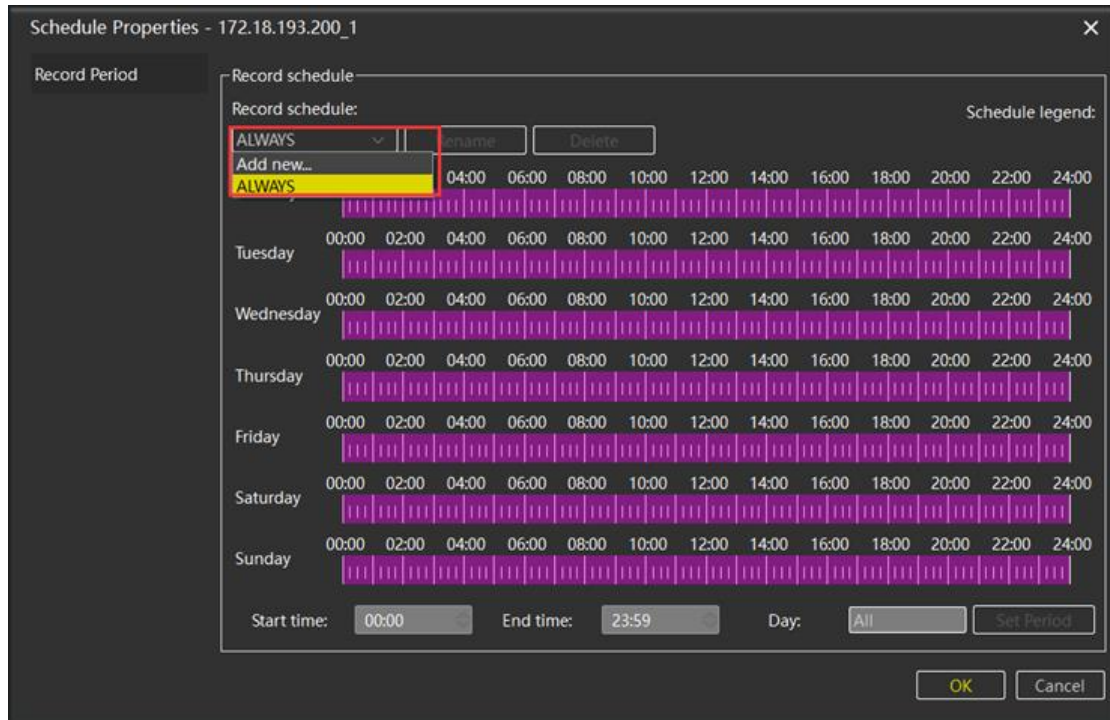 Schedule Properties - 172.18.193.200_1
Record Period
Record schedule
Record schedule:
Schedule legend:
ALWAYS
Rename Delete
Add new...
ALWAYS
04:00 06:00 08:00 10:00 12:00 14:00 16:00 18:00 20:00 22:00 24:00
00:00 02:00 04:00 06:00 08:00 10:00 12:00 14:00 16:00 18:00 20:00 22:00 24:00
Tuesday
00:00 02:00 04:00 06:00 08:00 10:00 12:00 14:00 16:00 18:00 20:00 22:00 24:00
Wednesday
00:00 02:00 04:00 06:00 08:00 10:00 12:00 14:00 16:00 18:00 20:00 22:00 24:00
Thursday
00:00 02:00 04:00 06:00 08:00 10:00 12:00 14:00 16:00 18:00 20:00 22:00 24:00
Friday
00:00 02:00 04:00 06:00 08:00 10:00 12:00 14:00 16:00 18:00 20:00 22:00 24:00
Saturday
00:00 02:00 04:00 06:00 08:00 10:00 12:00 14:00 16:00 18:00 20:00 22:00 24:00
Sunday
Start time: 00:00 End time: 23:59 Day: All Set Period
OK Cancel